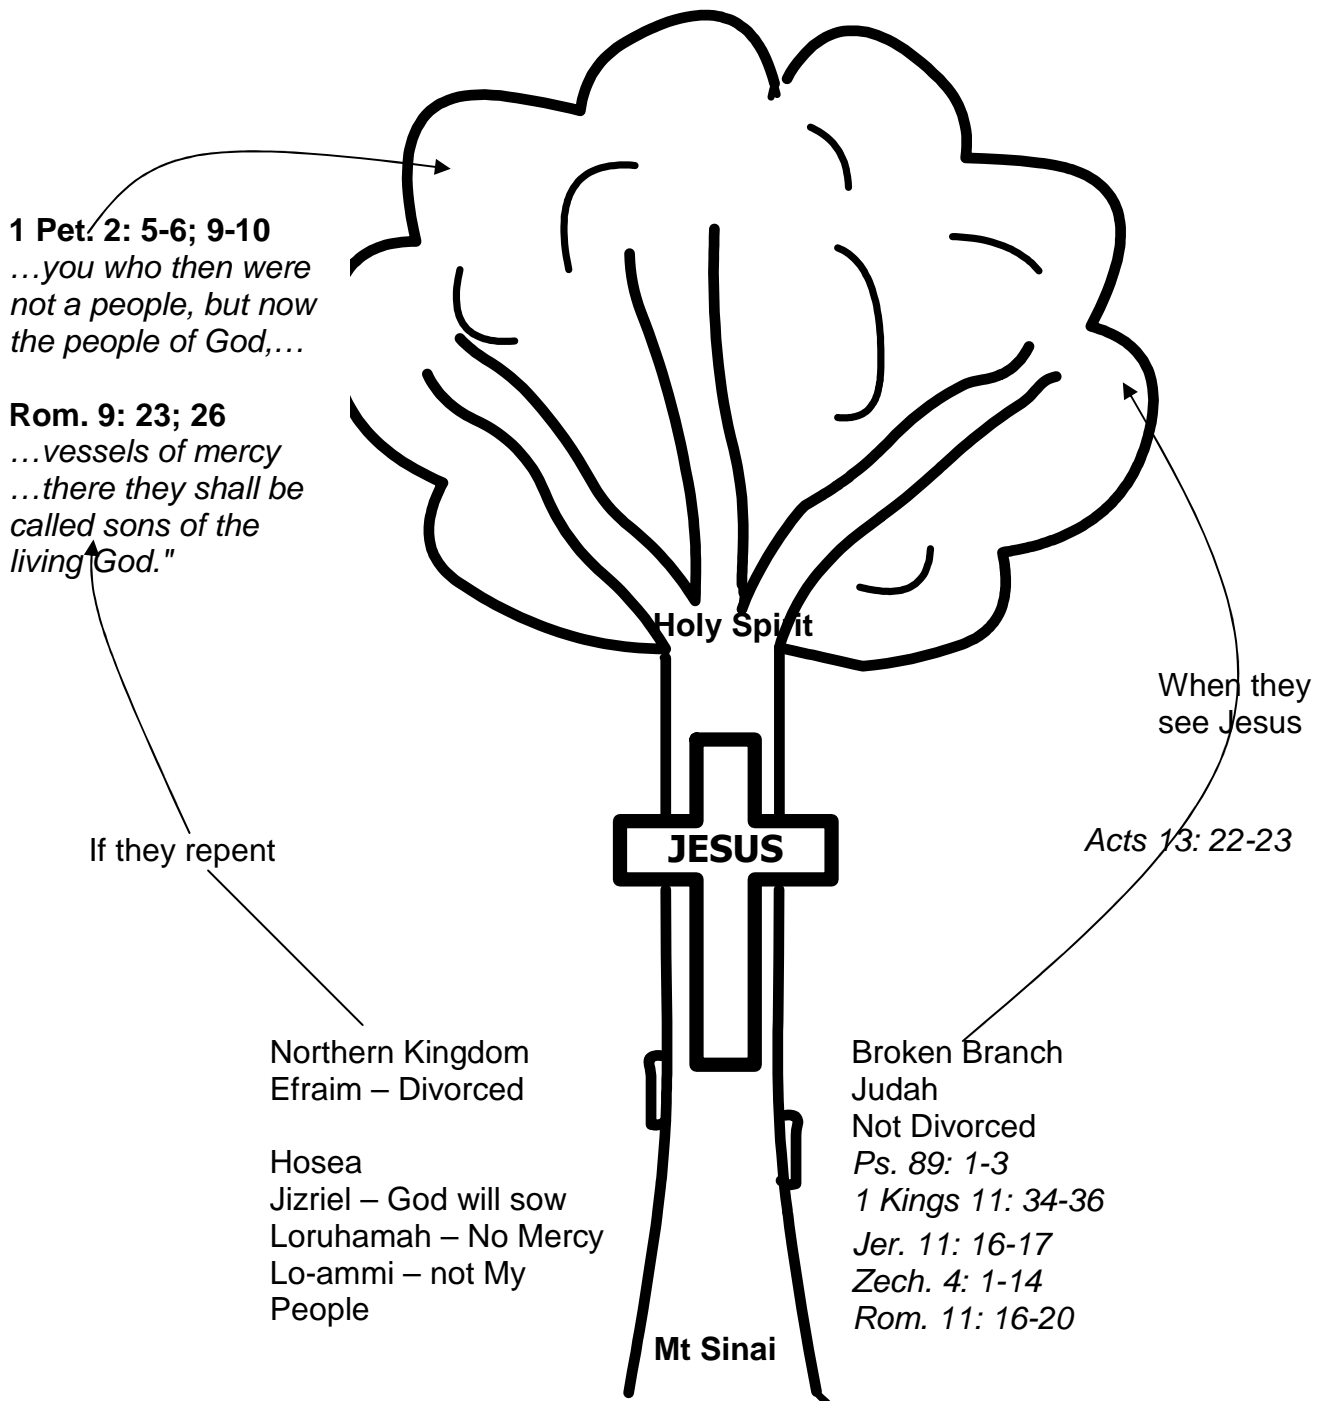 1 Pet. 2: 5-6; 9-10
…you who then were
not a people, but now
the people of God,…
Rom. 9: 23; 26
…vessels of mercy
…there they shall be
called sons of the
living God."
Holy Spirit
When they
see Jesus
JESUS
If they repent
Acts 13: 22-23
Northern Kingdom
Efraim – Divorced
Hosea
Jizriel – God will sow
Loruhamah – No Mercy
Lo-ammi – not My
People
Broken Branch
Judah
Not Divorced
Ps. 89: 1-3
1 Kings 11: 34-36
Jer. 11: 16-17
Zech. 4: 1-14
Rom. 11: 16-20
Mt Sinai